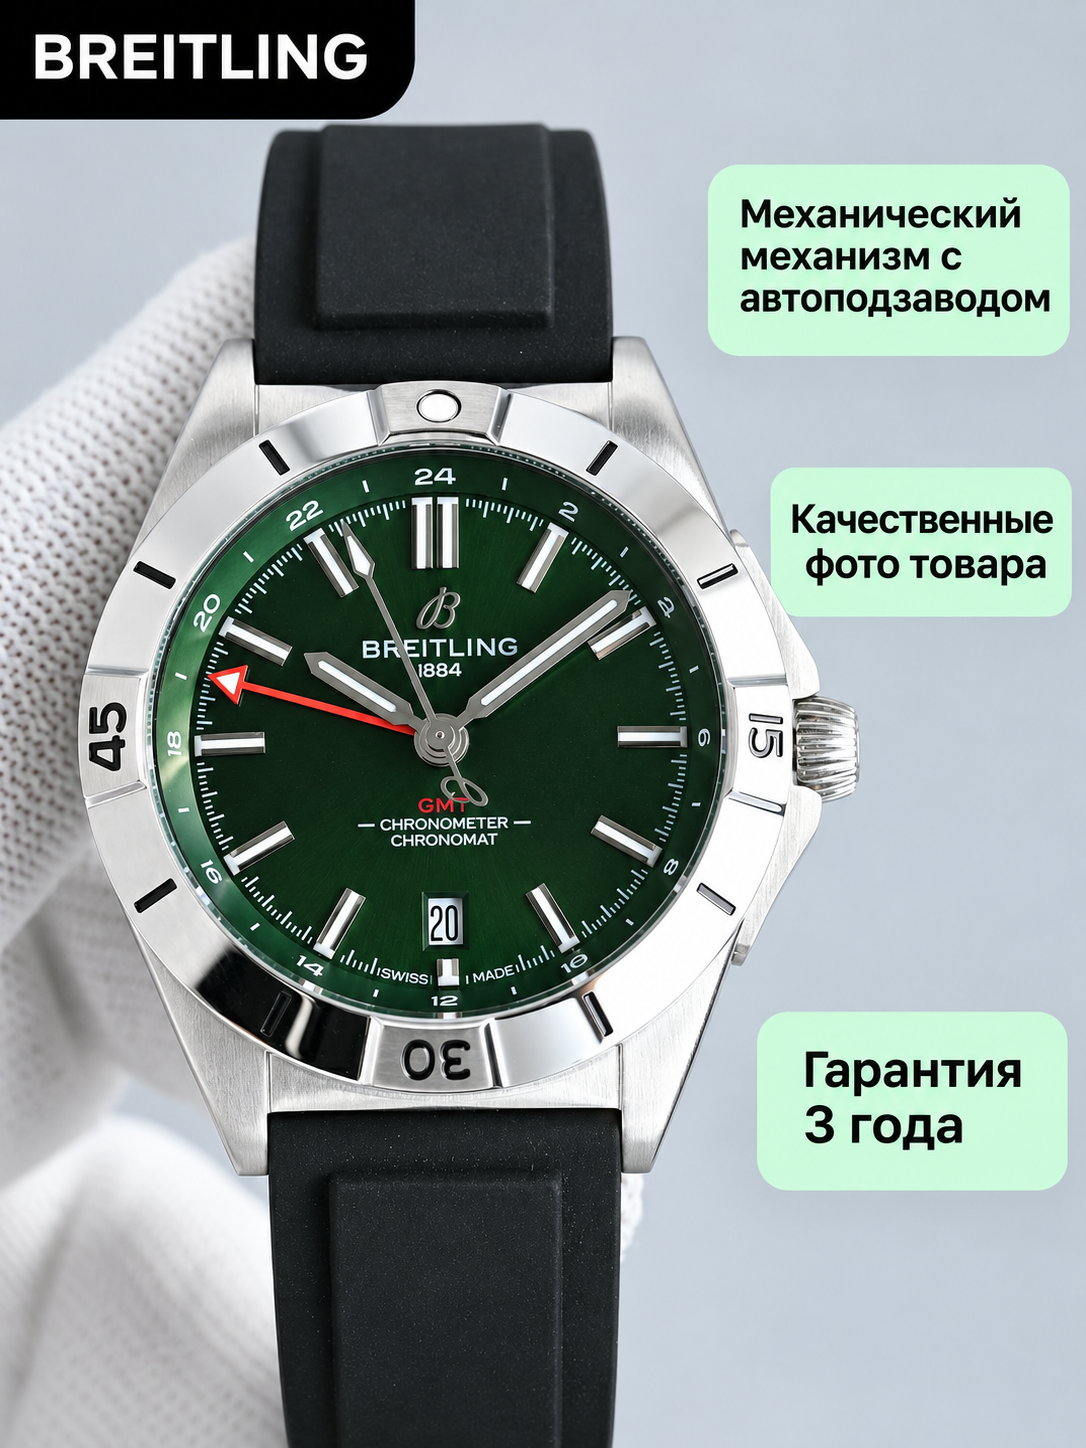 BREITLING
Механический
механизм с
автоподзаводом
Качественные
фото товара
Гарантия
3 года
24
22
2
20
4
18
6
16
8
14
10
12
45
15
30
B
BREITLING
1884
GMT
CHRONOMETER
CHRONOMAT
20
SWISS MADE